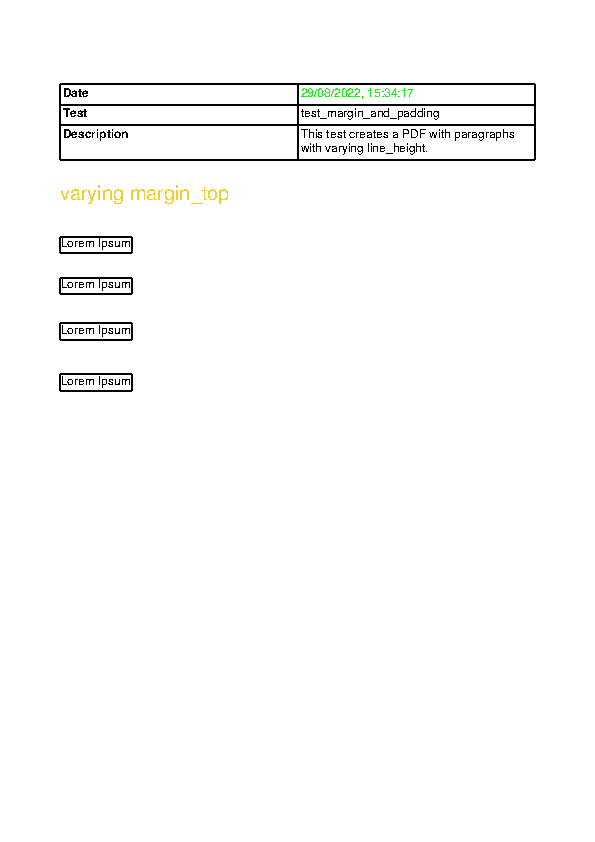 Date 29/08/2022, 15:34:17
Test test_margin_and_padding
Description This test creates a PDF with paragraphs
with varying line_height.
varying margin_top
Lorem Ipsum
Lorem Ipsum
Lorem Ipsum
Lorem Ipsum